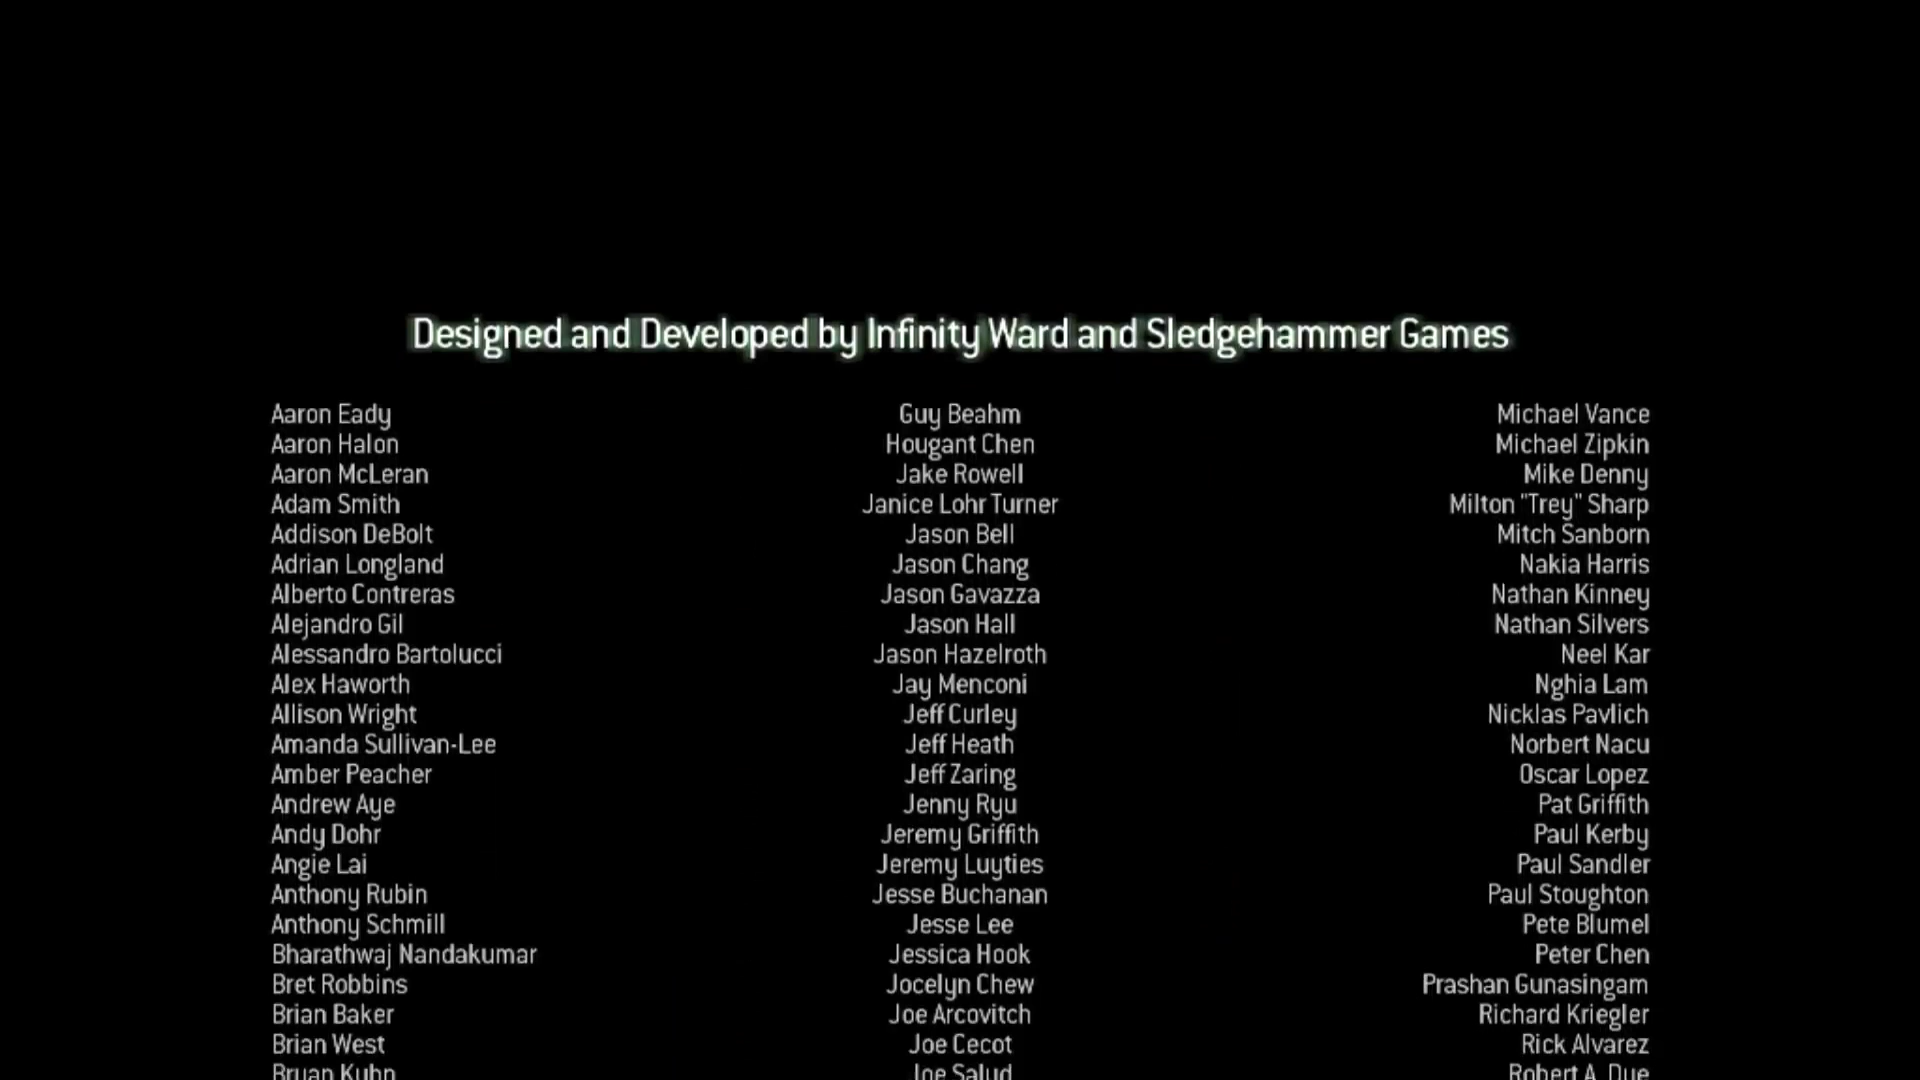 Designed and Developed by Infinity Ward and Sledgehammer Games
Aaron Eady
Aaron Halon
Aaron McLeran
Adam Smith
Addison DeBolt
Adrian Longland
Alberto Contreras
Alejandro Gil
Alessandro Bartolucci
Alex Haworth
Allison Wright
Amanda Sullivan-Lee
Amber Peacher
Andrew Aye
Andy Dohr
Angie Lai
Anthony Rubin
Anthony Schmill
Bharathwaj Nandakumar
Bret Robbins
Brian Baker
Brian West
Bryan Kuhn
Guy Beahm
Hougant Chen
Jake Rowell
Janice Lohr Turner
Jason Bell
Jason Chang
Jason Gavazza
Jason Hall
Jason Hazelroth
Jay Menconi
Jeff Curley
Jeff Heath
Jeff Zaring
Jenny Ryu
Jeremy Griffith
Jeremy Luyties
Jesse Buchanan
Jesse Lee
Jessica Hook
Jocelyn Chew
Joe Arcovitch
Joe Cecot
Joe Salud
Michael Vance
Michael Zipkin
Mike Denny
Milton "Trey" Sharp
Mitch Sanborn
Nakia Harris
Nathan Kinney
Nathan Silvers
Neel Kar
Nghia Lam
Nicklas Pavlich
Norbert Nacu
Oscar Lopez
Pat Griffith
Paul Kerby
Paul Sandler
Paul Stoughton
Pete Blumel
Peter Chen
Prashan Gunasingam
Richard Kriegler
Rick Alvarez
Robert A. Dye